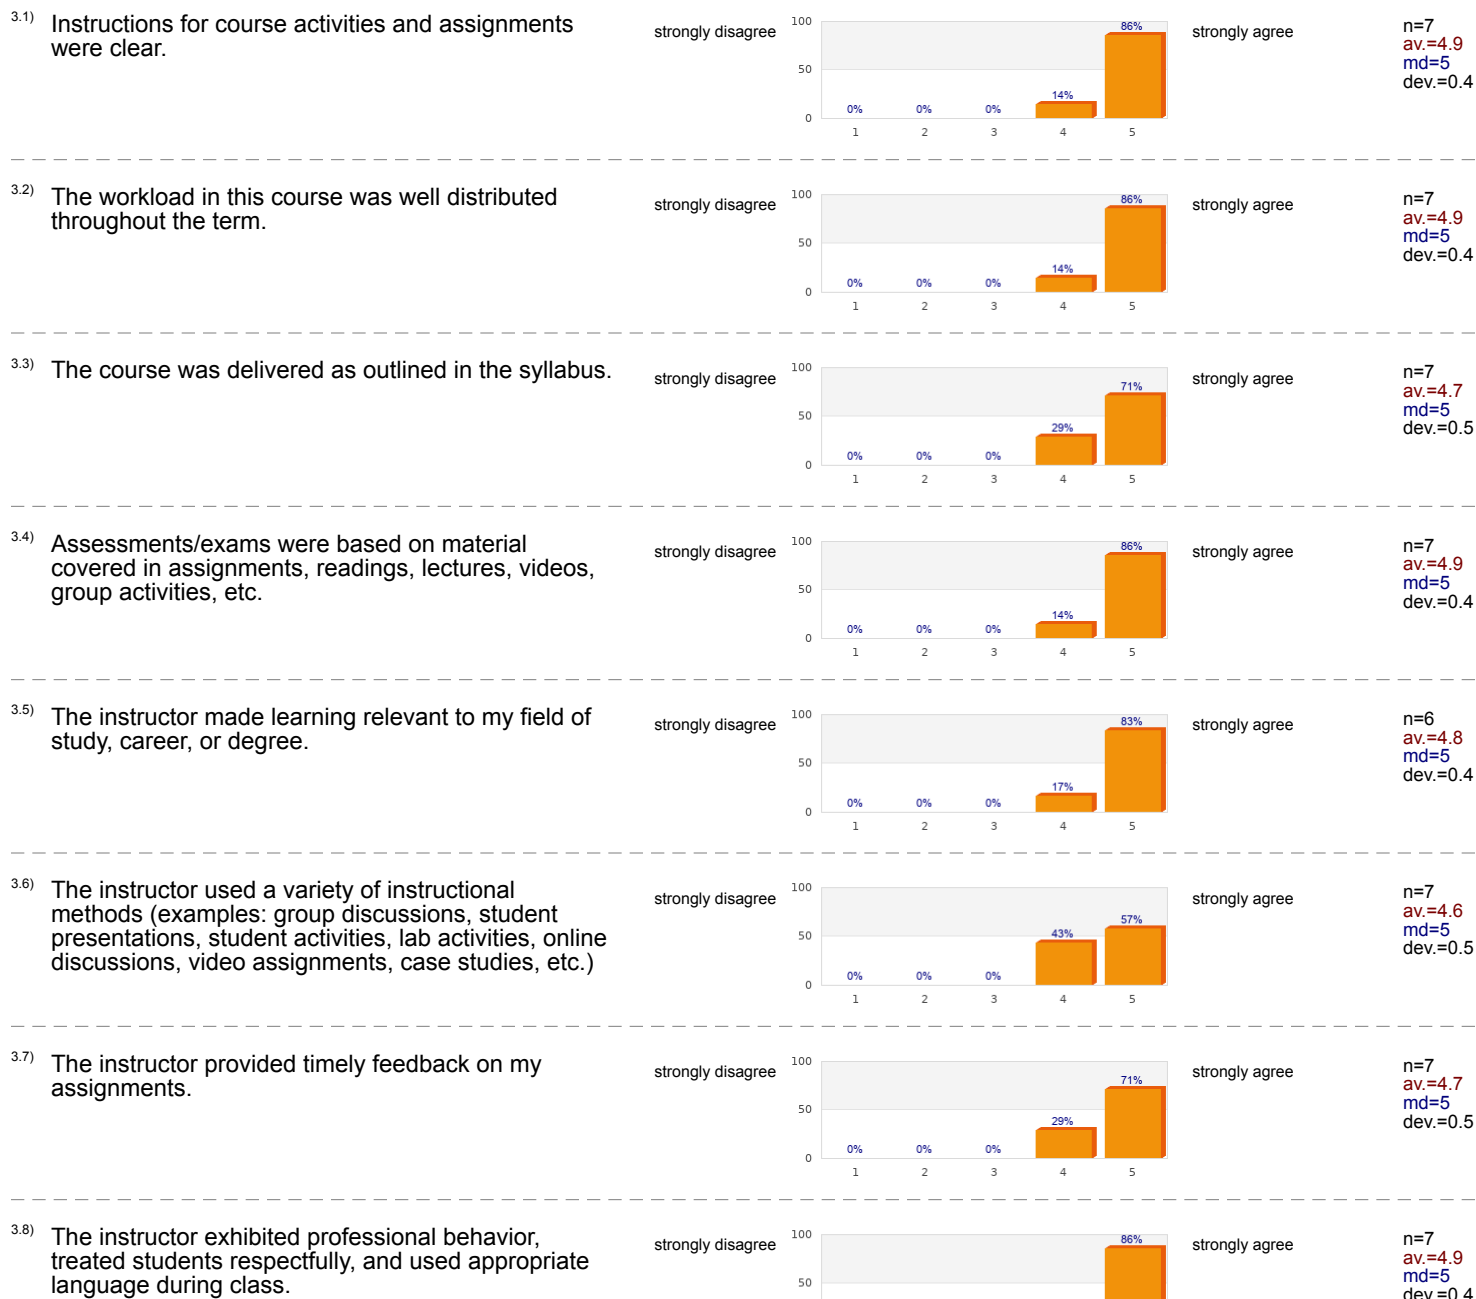 3.1) Instructions for course activities and assignments were clear.
strongly disagree
100
50
0
0% 0% 0% 14% 86%
1 2 3 4 5
strongly agree
n=7
av.=4.9
md=5
dev.=0.4
3.2) The workload in this course was well distributed
throughout the term.
strongly disagree
100
50
0
0% 0% 0% 14% 86%
1 2 3 4 5
strongly agree
n=7
av.=4.9
md=5
dev.=0.4
3.3) The course was delivered as outlined in the syllabus.
strongly disagree
100
50
0
0% 0% 0% 29% 71%
1 2 3 4 5
strongly agree
n=7
av.=4.7
md=5
dev.=0.5
3.4) Assessments/exams were based on material
covered in assignments, readings, lectures, videos,
group activities, etc.
strongly disagree
100
50
0
0% 0% 0% 14% 86%
1 2 3 4 5
strongly agree
n=7
av.=4.9
md=5
dev.=0.4
3.5) The instructor made learning relevant to my field of
study, career, or degree.
strongly disagree
100
50
0
0% 0% 0% 17% 83%
1 2 3 4 5
strongly agree
n=6
av.=4.8
md=5
dev.=0.4
3.6) The instructor used a variety of instructional
methods (examples: group discussions, student
presentations, student activities, lab activities, online
discussions, video assignments, case studies, etc.)
strongly disagree
100
50
0
0% 0% 0% 43% 57%
1 2 3 4 5
strongly agree
n=7
av.=4.6
md=5
dev.=0.5
3.7) The instructor provided timely feedback on my
assignments.
strongly disagree
100
50
0
0% 0% 0% 29% 71%
1 2 3 4 5
strongly agree
n=7
av.=4.7
md=5
dev.=0.5
3.8) The instructor exhibited professional behavior,
treated students respectfully, and used appropriate
language during class.
strongly disagree
100
50
86%
strongly agree
n=7
av.=4.9
md=5
dev.=0.4